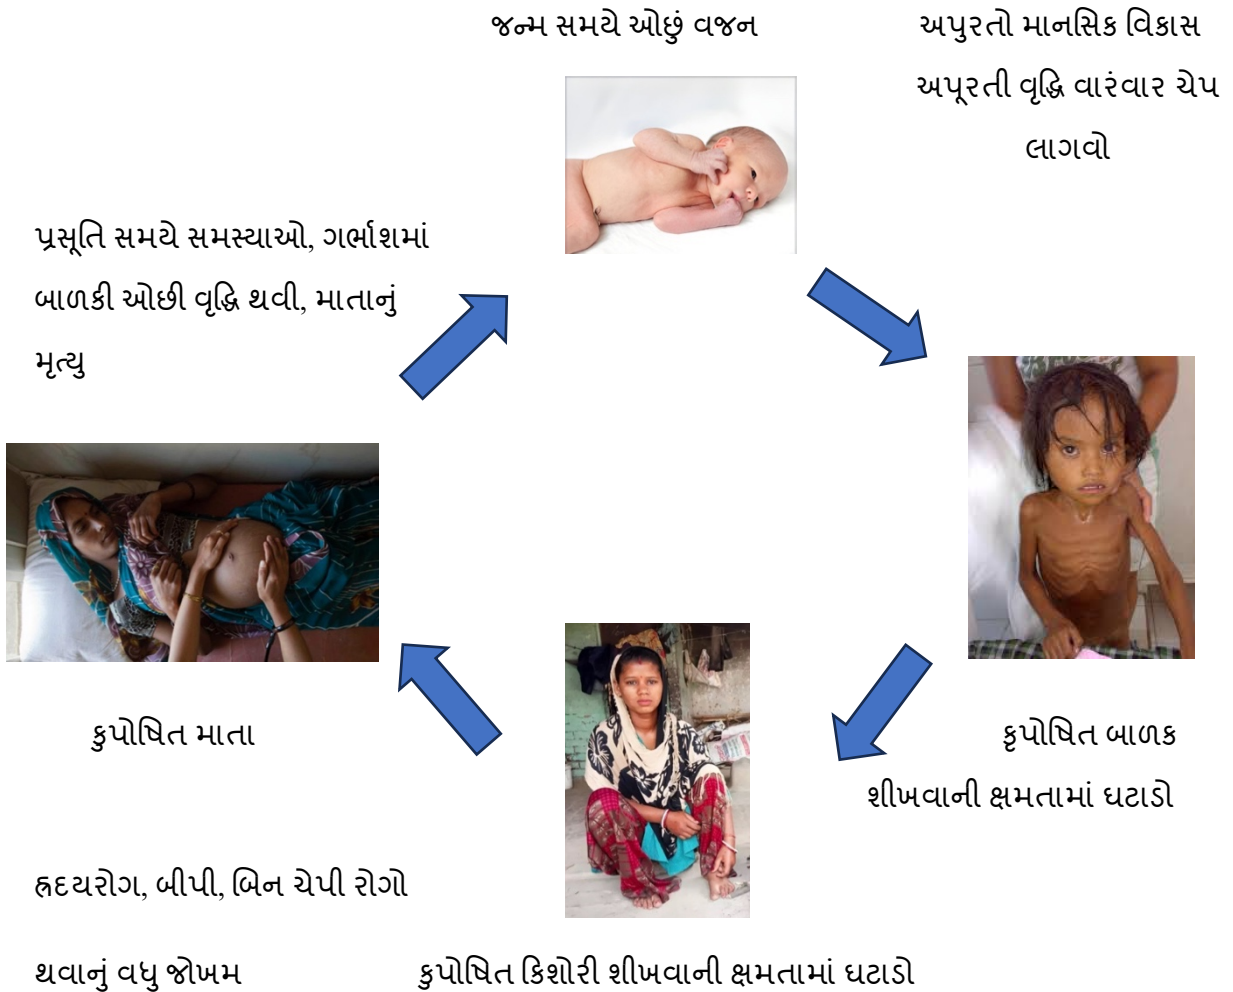 જન્મ સમયે ઓછું વજન
અપુરતો માનસિક વિકાસ
અપૂરતી વૃદ્ધિ વારંવાર ચેપ
લાગવો
પ્રસૂતિ સમયે સમસ્યાઓ, ગર્ભાશમાં
બાળકી ઓછી વૃદ્ધિ થવી, માતાનું
મૃત્યુ
કુપોષિત માતા
કૃપોષિત બાળક
શીખવાની ક્ષમતામાં ઘટાડો
હ્રદયરોગ, બીપી, બિન ચેપી રોગો
થવાનું વધુ જોખમ
કુપોષિત કિશોરી શીખવાની ક્ષમતામાં ઘટાડો